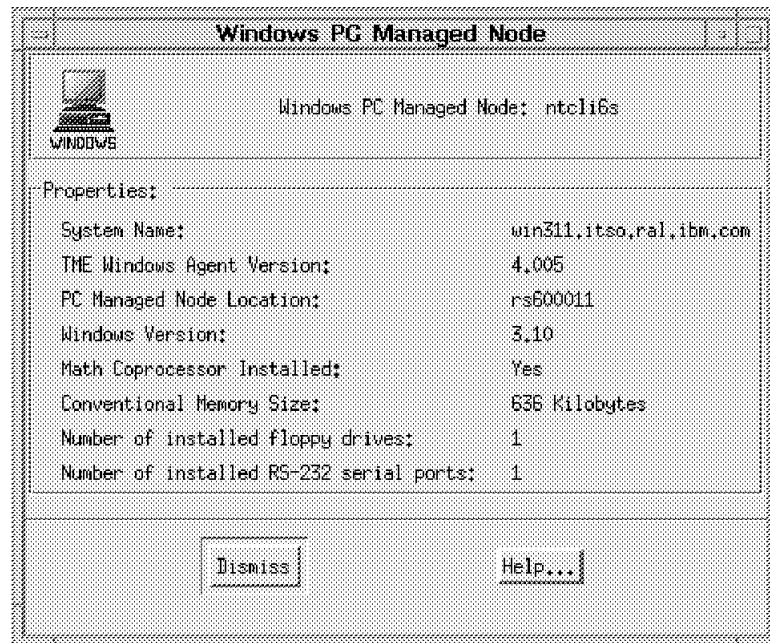 Windows PC Managed Node
Windows PC Managed Node: ntcli6s
WINDOWS
Properties:
System Name: win311.itso.ral.ibm.com
TME Windows Agent Version: 4.005
PC Managed Node Location: rs600011
Windows Version: 3.10
Math Coprocessor Installed: Yes
Conventional Memory Size: 636 Kilobytes
Number of installed floppy drives: 1
Number of installed RS-232 serial ports: 1
Dismiss Help...